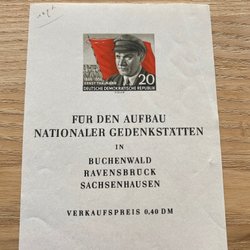 1886-1956
ERNST THÄLMANN
20
DEUTSCHE DEMOKRATISCHE REPUBLIK
FÜR DEN AUFBAU
NATIONALER GEDENKSTÄTTEN
IN
BUCHENWALD
RAVENSBRÜCK
SACHSENHAUSEN
VERKAUFSPREIS 0,40 DM